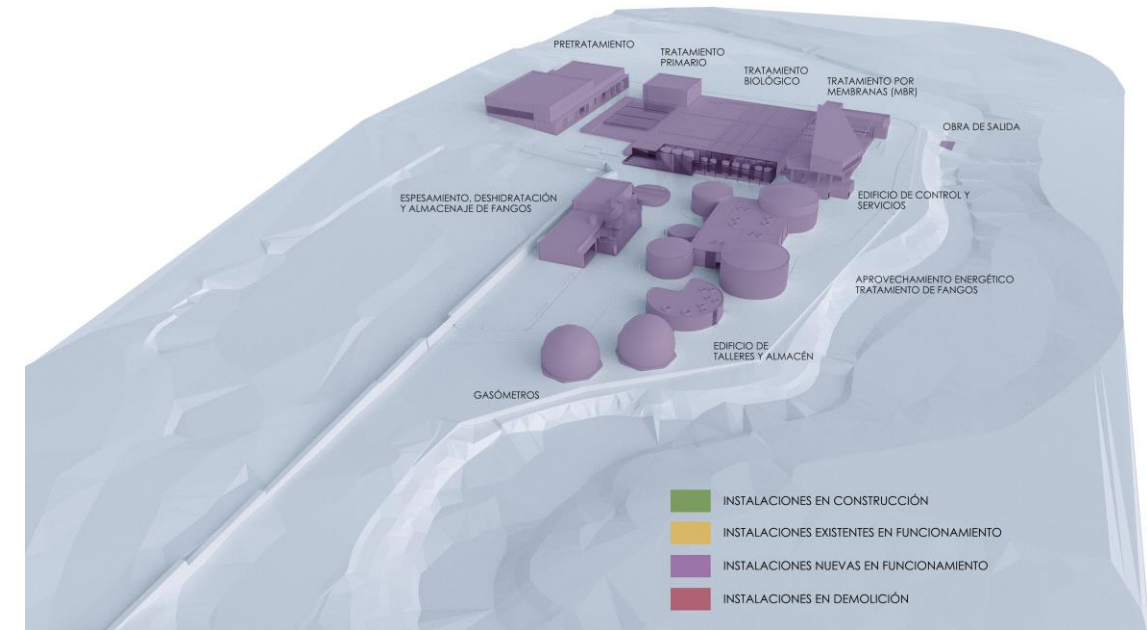 PRETRATAMIENTO
TRATAMIENTO
PRIMARIO
TRATAMIENTO
BIOLÓGICO
TRATAMIENTO POR
MEMBRANAS (MBR)
OBRA DE SALIDA
ESPESAMIENTO, DESHIDRATACIÓN
Y ALMACENAJE DE FANGOS
EDIFICIO DE CONTROL Y
SERVICIOS
APROVECHAMIENTO ENERGÉTICO
TRATAMIENTO DE FANGOS
EDIFICIO DE
TALLERES Y ALMACÉN
GASÓMETROS
INSTALACIONES EN CONSTRUCCIÓN
INSTALACIONES EXISTENTES EN FUNCIONAMIENTO
INSTALACIONES NUEVAS EN FUNCIONAMIENTO
INSTALACIONES EN DEMOLICIÓN